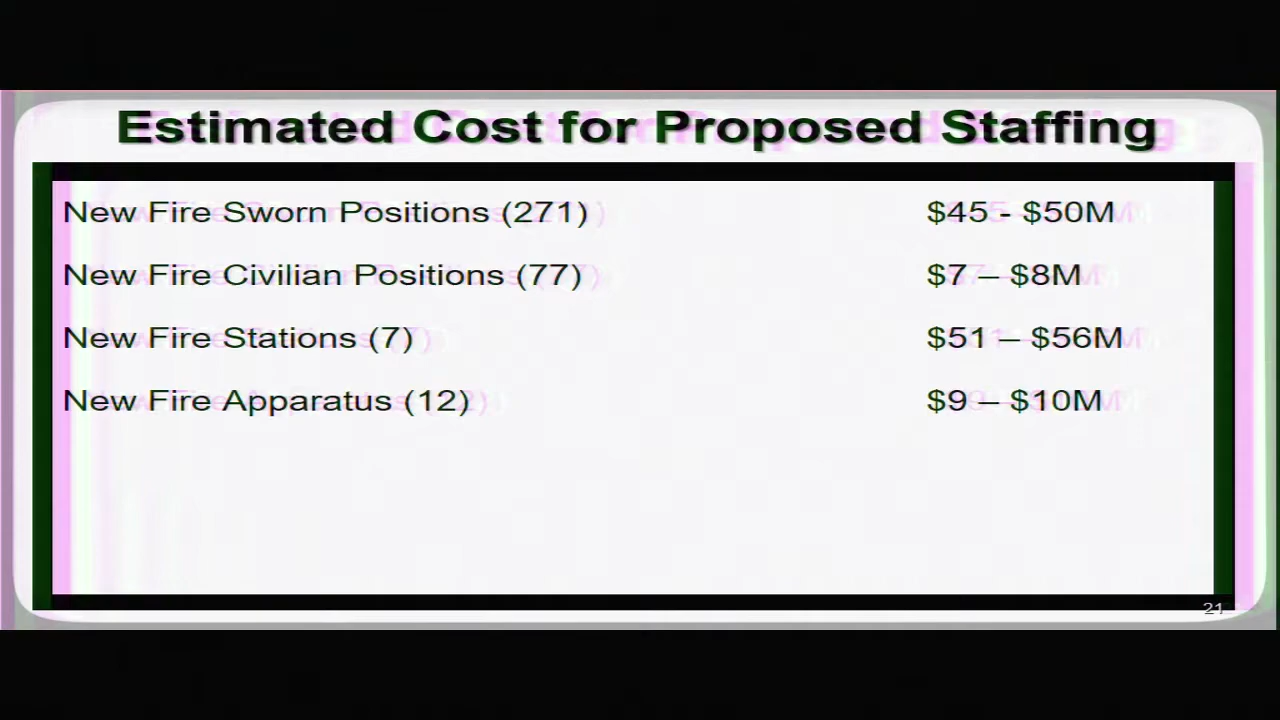 Estimated Cost for Proposed Staffing
New Fire Sworn Positions (271) $45 - $50M
New Fire Civilian Positions (77) $7 – $8M
New Fire Stations (7) $51 – $56M
New Fire Apparatus (12) $9 – $10M
21